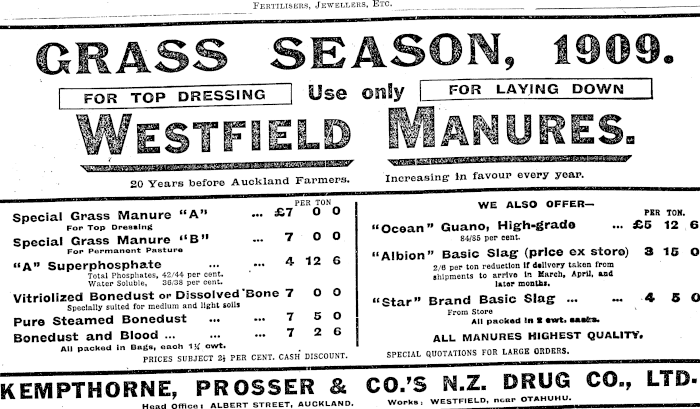 FERTILISERS, JEWELLERS, ETC.
GRASS SEASON, 1909.
FOR TOP DRESSING Use only FOR LAYING DOWN
WESTFIELD MANURES.
20 Years before Auckland Farmers. Increasing in favour every year.
PER TON
Special Grass Manure "A" ... £7 0 0
For Top Dressing
Special Grass Manure "B" 7 0 0
For Permanent Pasture
"A" Superphosphate ... ... 4 12 6
Total Phosphates, 42/44 per cent.
Water Soluble, 36/38 per cent.
Vitriolized Bonedust or Dissolved Bone 7 0 0
Specially suited for medium and light soils
Pure Steamed Bonedust ... ... 7 5 0
Bonedust and Blood ... ... ... 7 2 6
All packed in Bags, each 1¼ cwt.
PRICES SUBJECT 2½ PER CENT. CASH DISCOUNT.
WE ALSO OFFER—
PER TON.
"Ocean" Guano, High-grade ... £5 12 6
84/85 per cent.
"Albion" Basic Slag (price ex store) 3 15 0
2/6 per ton reduction if delivery taken from
shipments to arrive in March, April, and
later months.
"Star" Brand Basic Slag ... ... 4 5 0
From Store
All packed in 2 cwt. sacks.
ALL MANURES HIGHEST QUALITY.
SPECIAL QUOTATIONS FOR LARGE ORDERS.
KEMPTHORNE, PROSSER & CO.'S N.Z. DRUG CO., LTD.
Head Office: ALBERT STREET, AUCKLAND. Works: WESTFIELD, near OTAHUHU.